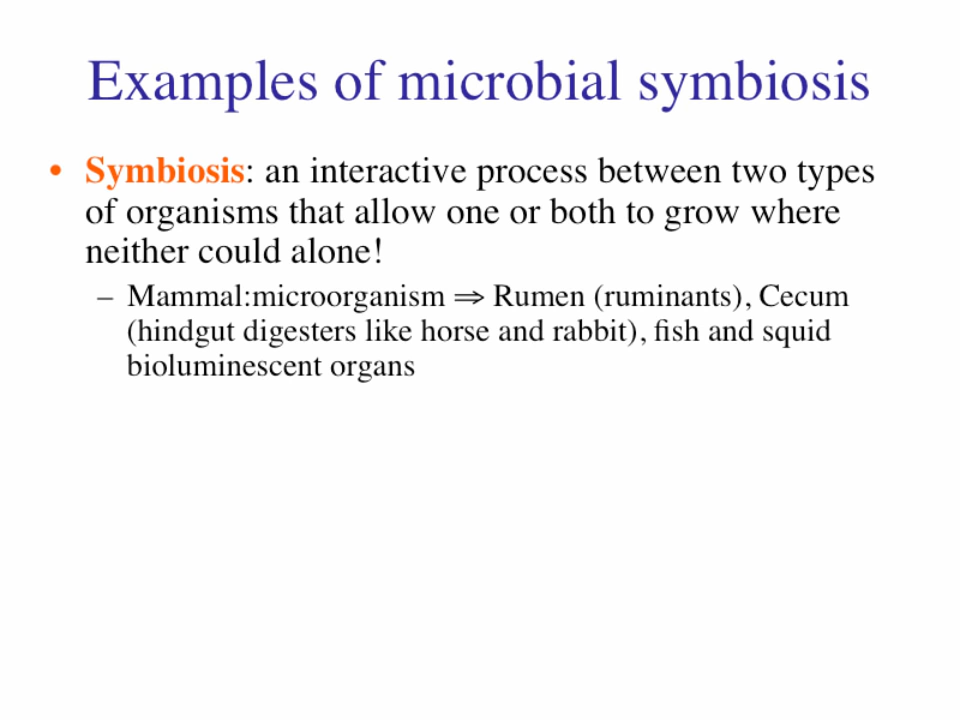 Examples of microbial symbiosis
• Symbiosis: an interactive process between two types
of organisms that allow one or both to grow where
neither could alone!
– Mammal:microorganism ⇒ Rumen (ruminants), Cecum
(hindgut digesters like horse and rabbit), fish and squid
bioluminescent organs